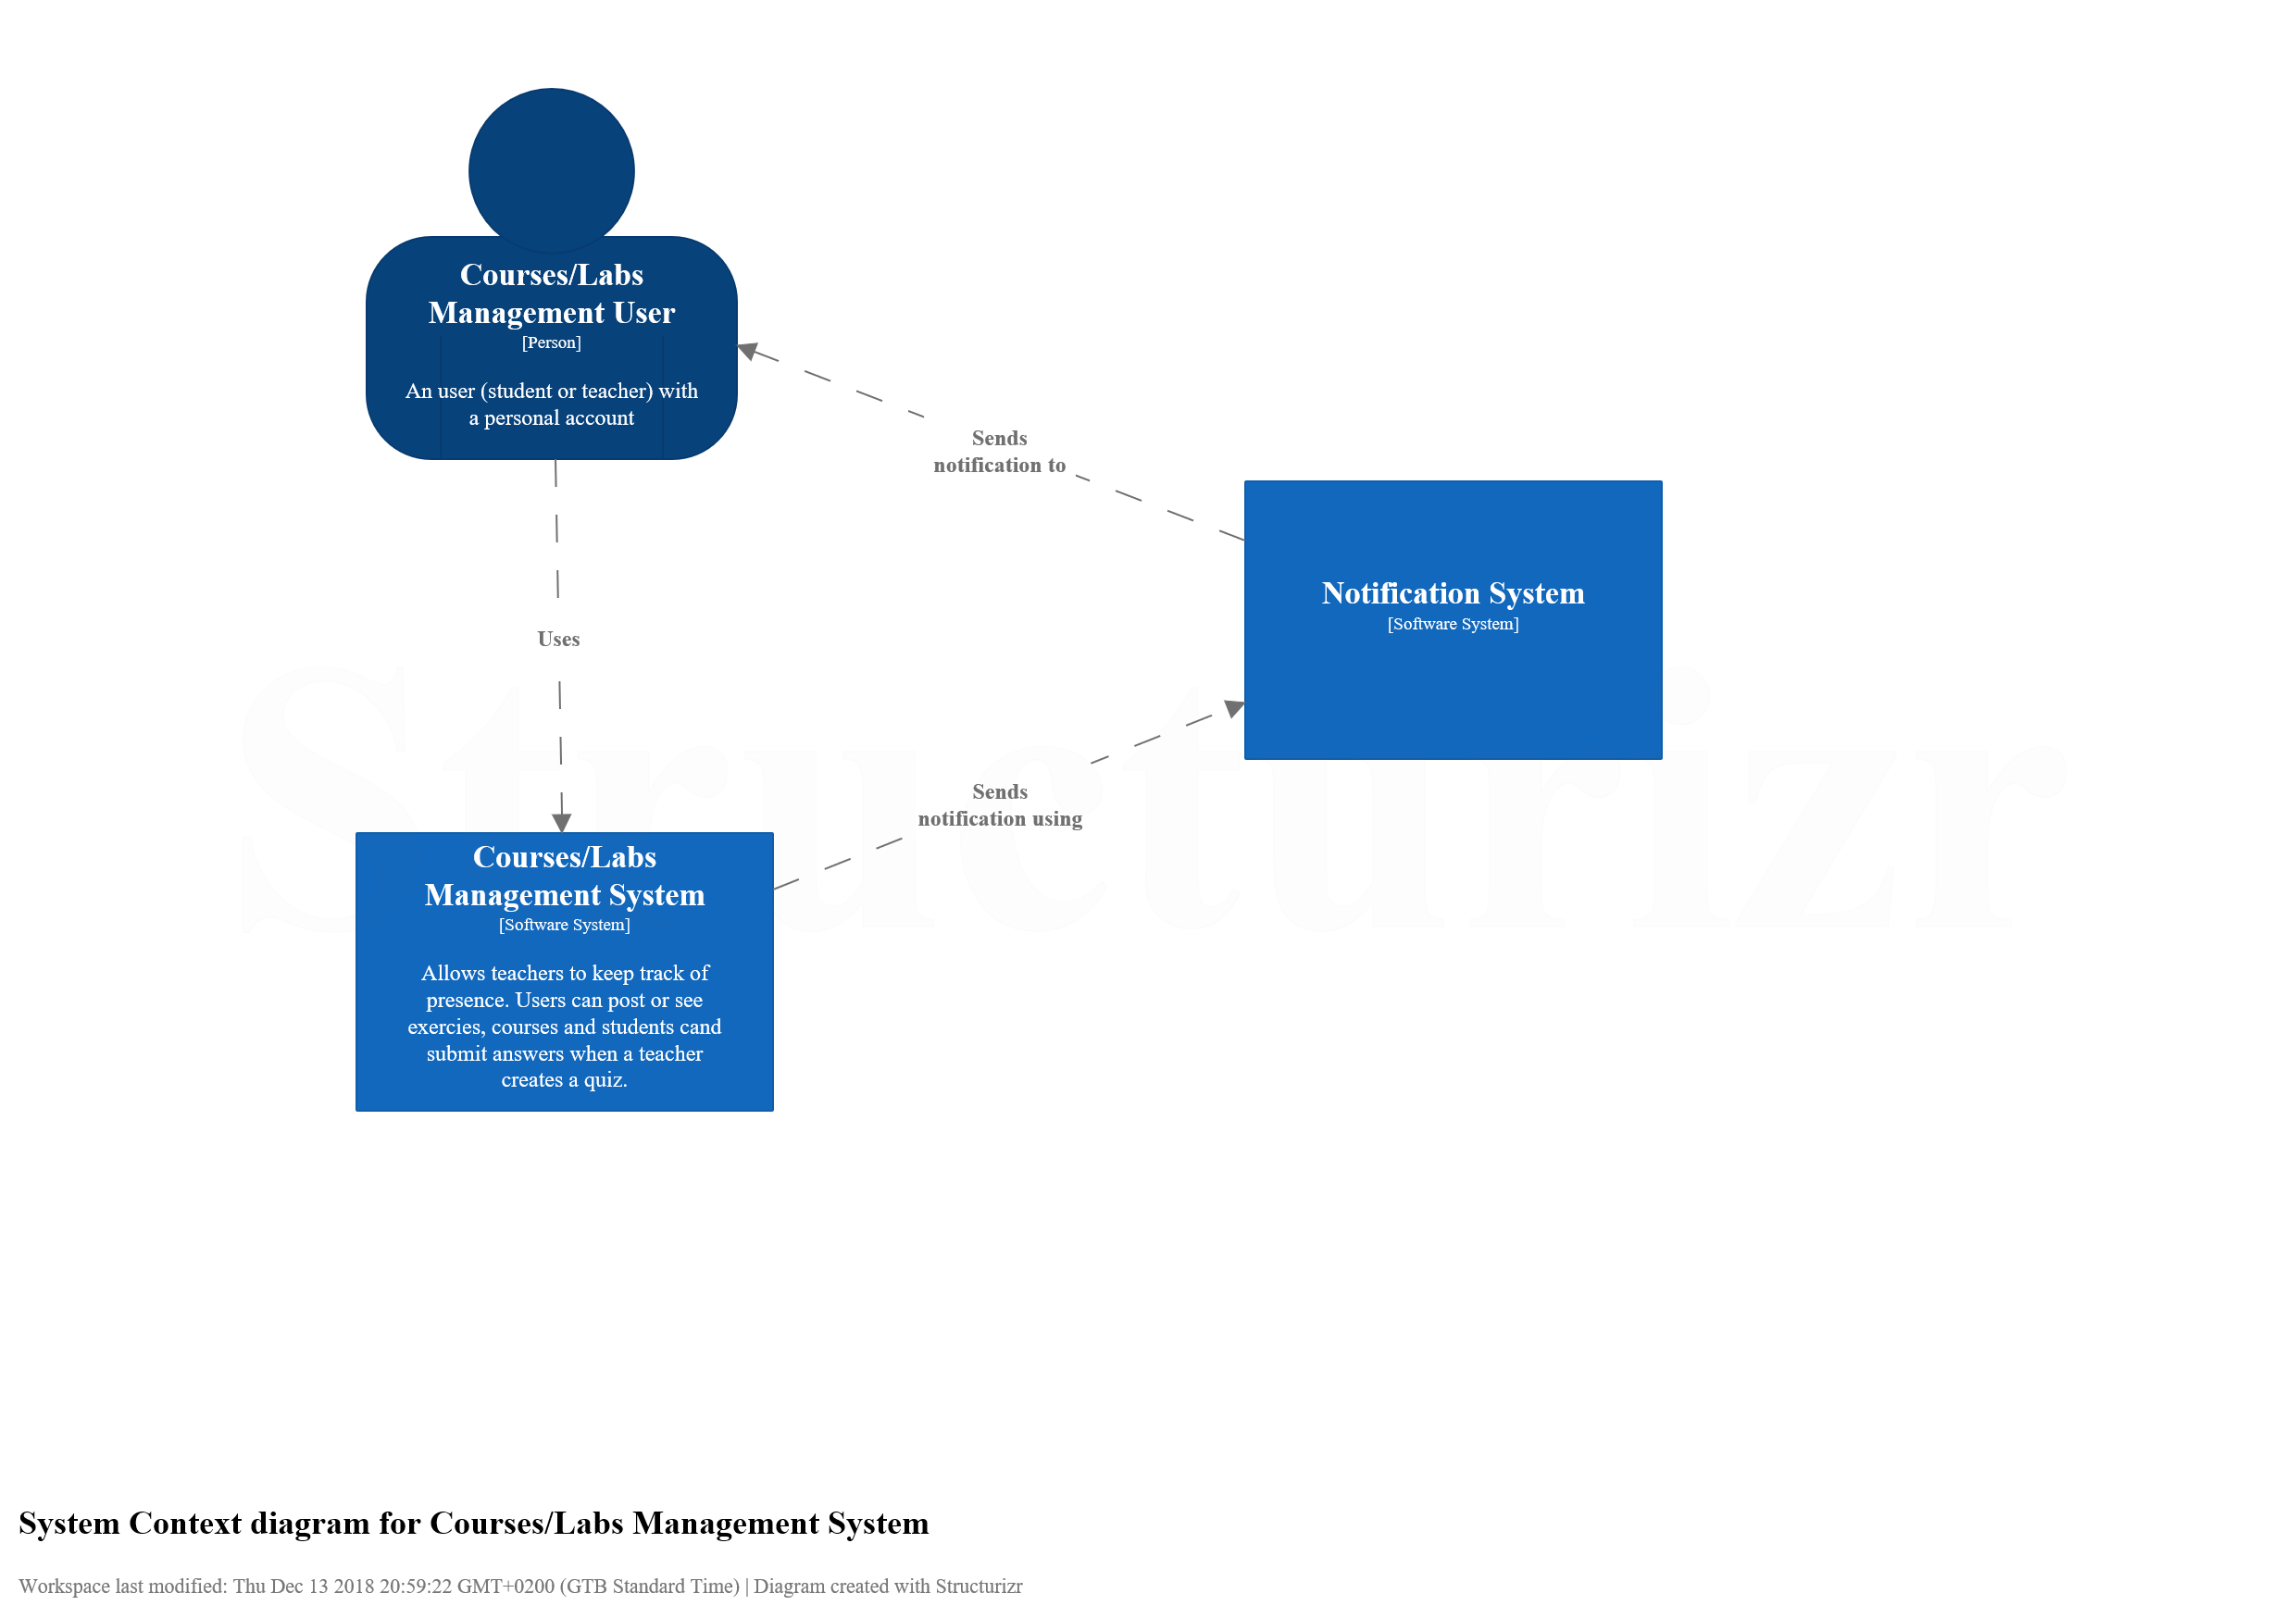 Courses/Labs
Management User
[Person]
An user (student or teacher) with
a personal account
Sends
notification to
Notification System
[Software System]
Uses
Sends
notification using
Courses/Labs
Management System
[Software System]
Allows teachers to keep track of
presence. Users can post or see
exercies, courses and students cand
submit answers when a teacher
creates a quiz.
Structurizr
System Context diagram for Courses/Labs Management System
Workspace last modified: Thu Dec 13 2018 20:59:22 GMT+0200 (GTB Standard Time) | Diagram created with Structurizr